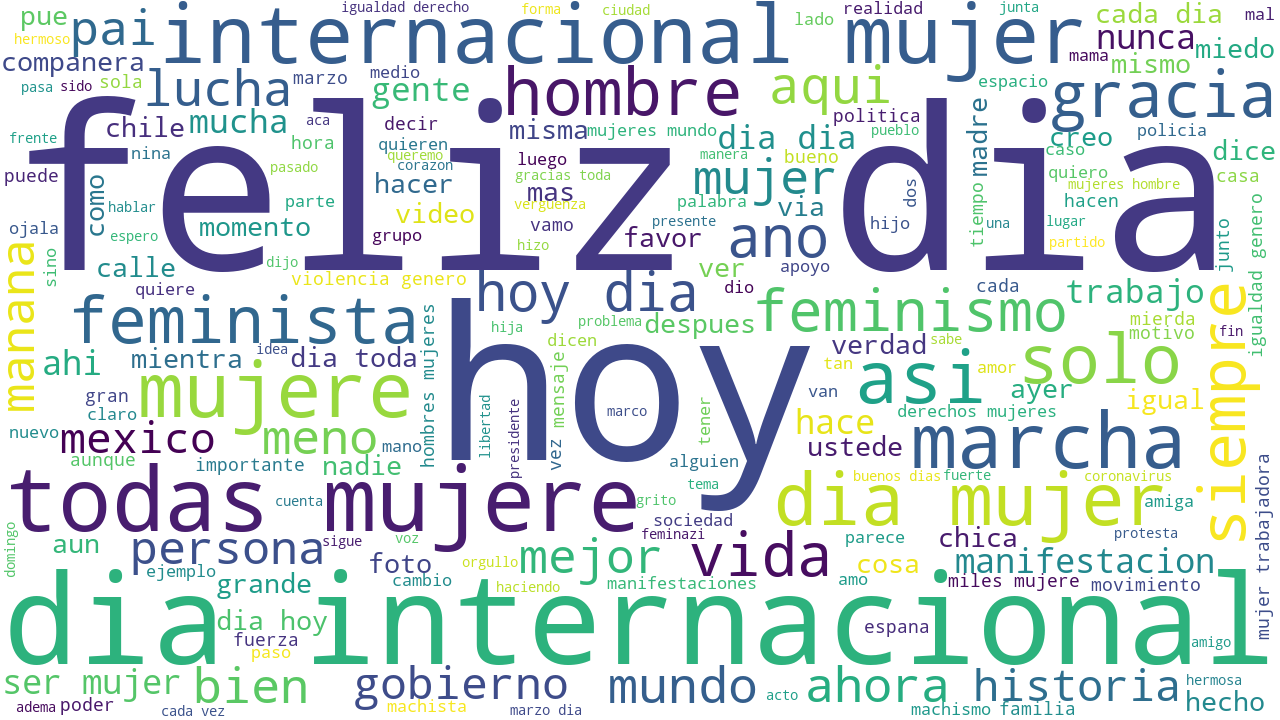 pue
igualdad derecho
forma
ciudad
realidad
junta
hermoso
pai
internacional mujer
lado
cada dia
mal
companera
nunca
mama
miedo
pasa
sido
sola
marzo
medio
gente
hombre
aqui
espacio
mismo
gracia
lucha
frente
chile
mucha
aca
decir
misma
mujeres mundo
dia dia
politica
pueblo
madre
creo
policia
dice
nina
hora
quieren
queremo
luego
manera
bueno
caso
puede
pasado
corazon
gracias toda
mujer
quiero
casa
feliz dia
como
hablar
parte
hacer
mas
verguenza
palabra
via
dos
hacen
mujeres hombre
ojala
espero
momento
video
vamo
presente
hijo
tiempo
una
lugar
sino
grupo
hizo
favor
ano
partido
junto
calle
dijo
violencia genero
ver
apoyo
quiere
hoy dia
dio
cada
trabajo
igualdad genero
manana
feminista
hombres mujeres
hija
problema
despues
feminismo
mierda
motivo
fin
siempre
ahi
mientra
idea
dia toda
dicen
verdad
sabe
solo
hoy
mensaje
tan
amor
asi
gran
mujere
van
ayer
igual
claro
libertad
presidente
marco
tener
derechos mujeres
nuevo
mexico
meno
mano
hace
marcha
aunque
importante
nadie
vez
alguien
ustede
buenos dias
fuerte
coronavirus
todas mujere
cuenta
tema
grito
dia mujer
amiga
domingo
aun
persona
sigue
voz
sociedad
feminazi
parece
chica
protesta
mujer trabajadora
ejemplo
foto
orgullo
mejor
vida
cosa
manifestacion
grande
cambio
haciendo
manifestaciones
amo
miles mujere
movimiento
dia internacional
dia hoy
fuerza
paso
espana
amigo
ser mujer
bien
gobierno
mundo
acto
ahora
historia
hermosa
hecho
adema
poder
cada vez
machista
marzo dia
machismo
familia